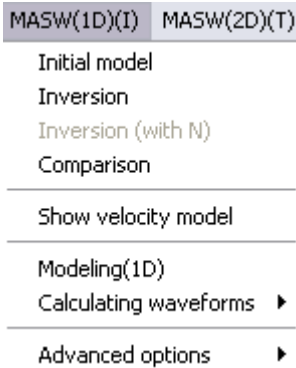 MASW(1D)(I) MASW(2D)(T)
Initial model
Inversion
Inversion (with N)
Comparison
Show velocity model
Modeling(1D)
Calculating waveforms
Advanced options